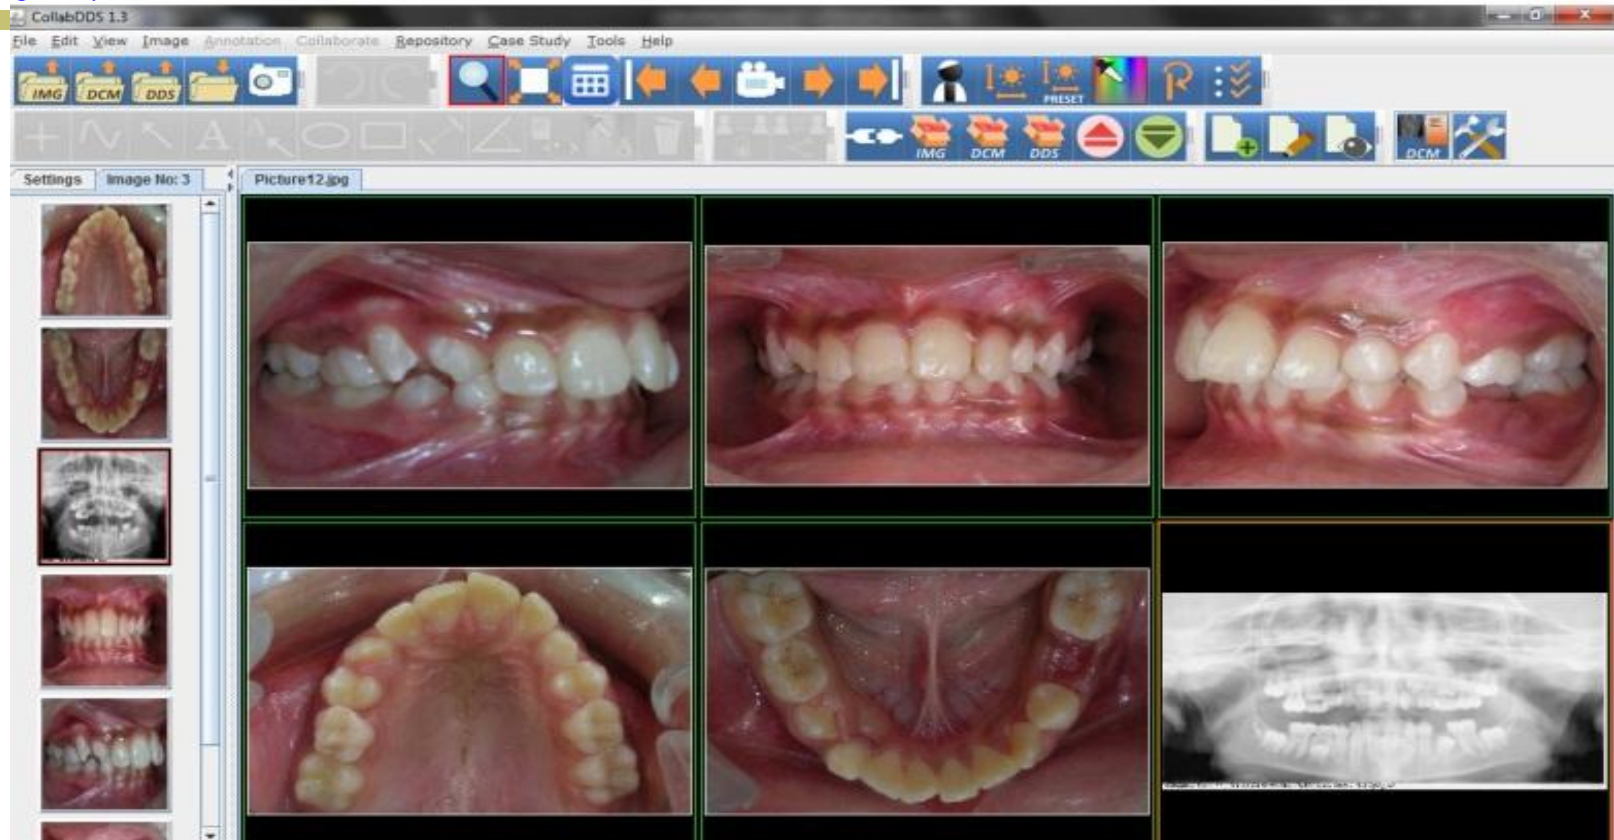 CollabDDS 1.3
File Edit View Image Annotation Collaborate Repository Case Study Tools Help
IMG DCM DDS PRESET
A A IMG DCM DDS DCM
Settings Image No: 3 Picture12.jpg